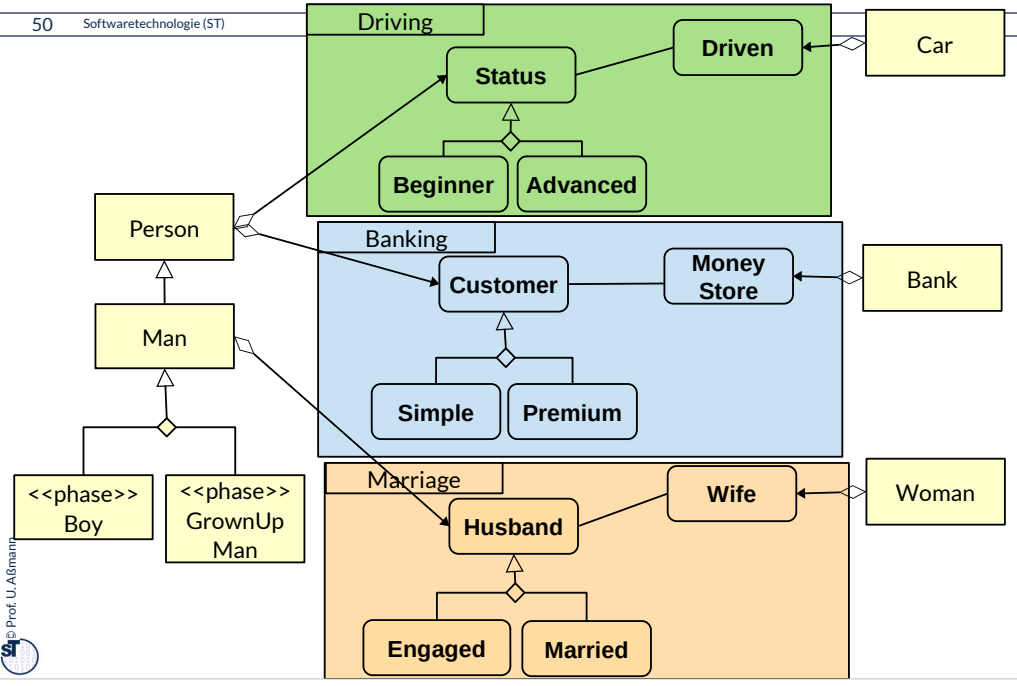 50
Softwaretechnologie (ST)
Driving
Status
Driven
Car
Beginner
Advanced
Person
Banking
Customer
Money
Store
Bank
Man
Simple
Premium
<<phase>>
Boy
<<phase>>
GrownUp
Man
Marriage
Husband
Wife
Woman
Engaged
Married
© Prof. U. Aßmann
ST